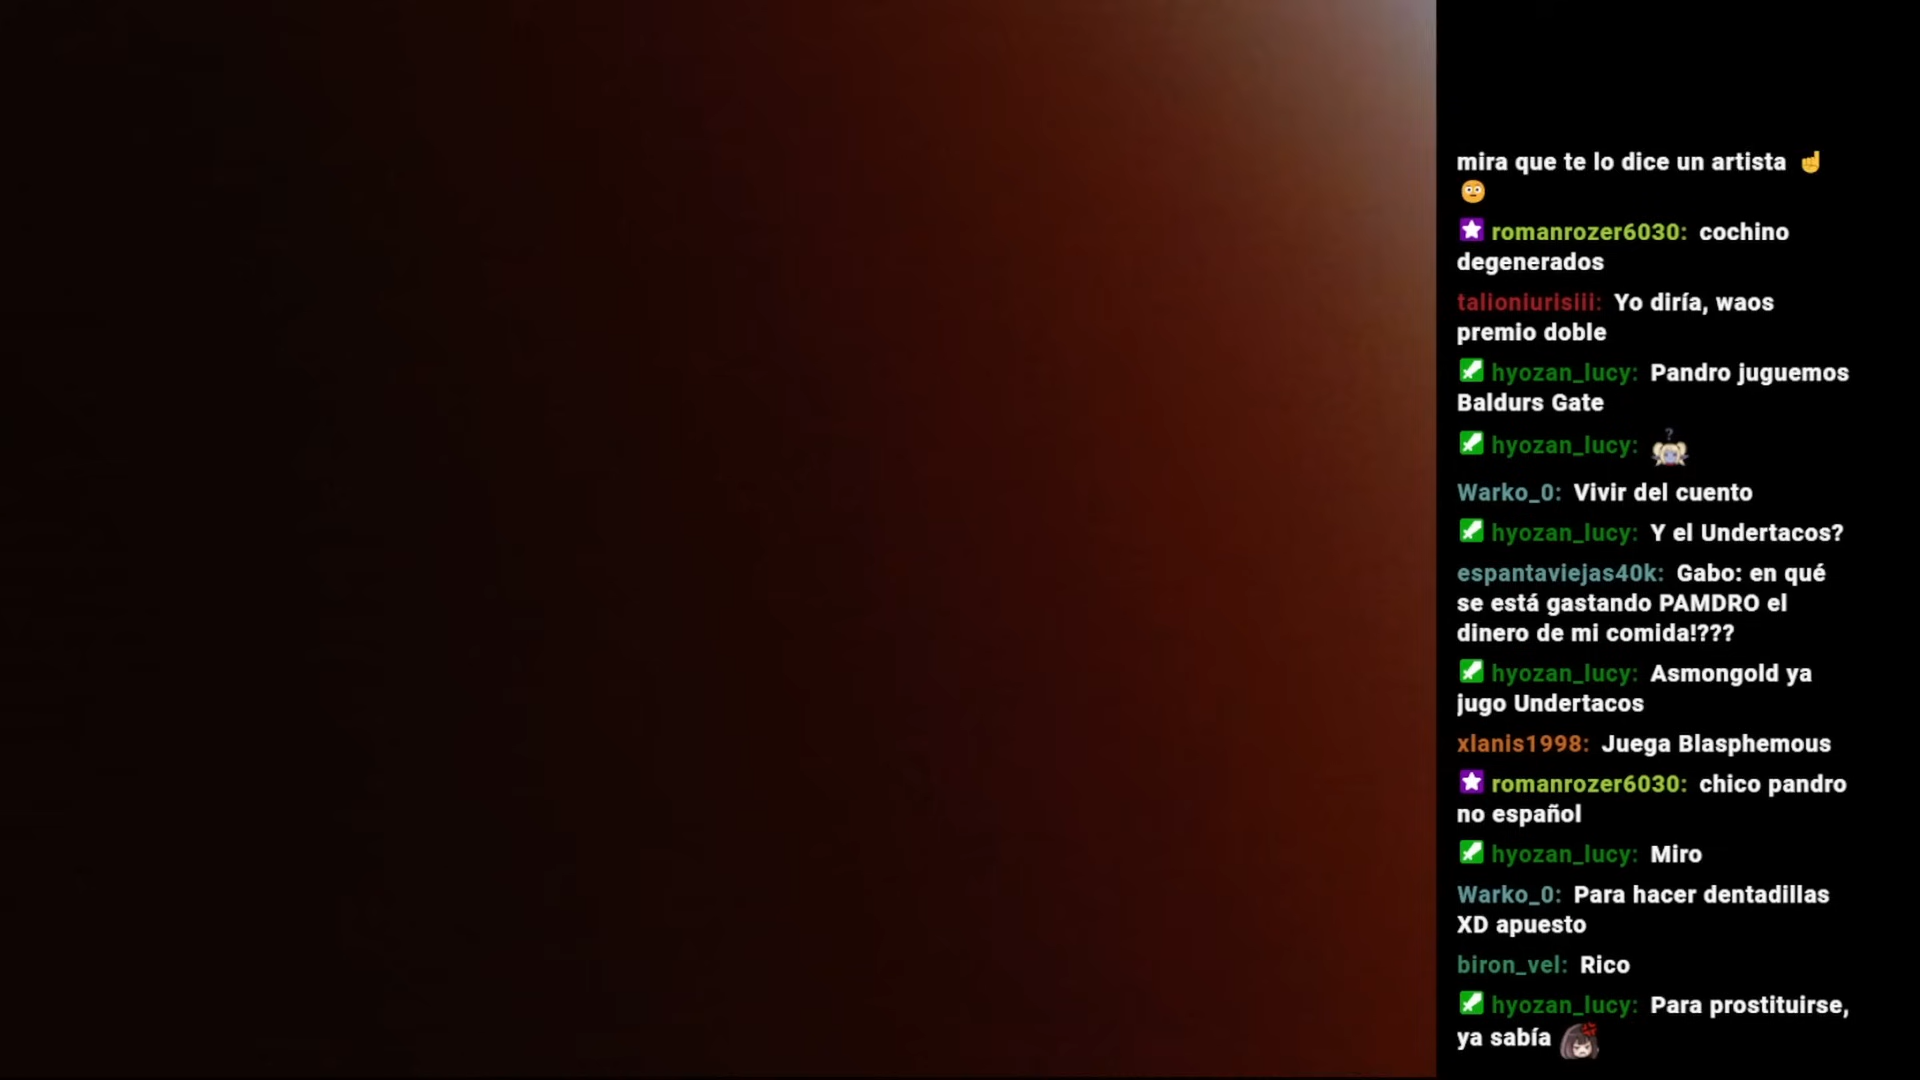 mira que te lo dice un artista ☝
😳
romanrozer6030: cochino
degenerados
talioniurisiii: Yo diría, waos
premio doble
hyozan_lucy: Pandro juguemos
Baldurs Gate
hyozan_lucy:
Warko_0: Vivir del cuento
hyozan_lucy: Y el Undertacos?
espantaviejas40k: Gabo: en qué
se está gastando PAMDRO el
dinero de mi comida!???
hyozan_lucy: Asmongold ya
jugo Undertacos
xlanis1998: Juega Blasphemous
romanrozer6030: chico pandro
no español
hyozan_lucy: Miro
Warko_0: Para hacer dentadillas
XD apuesto
biron_vel: Rico
hyozan_lucy: Para prostituirse,
ya sabía